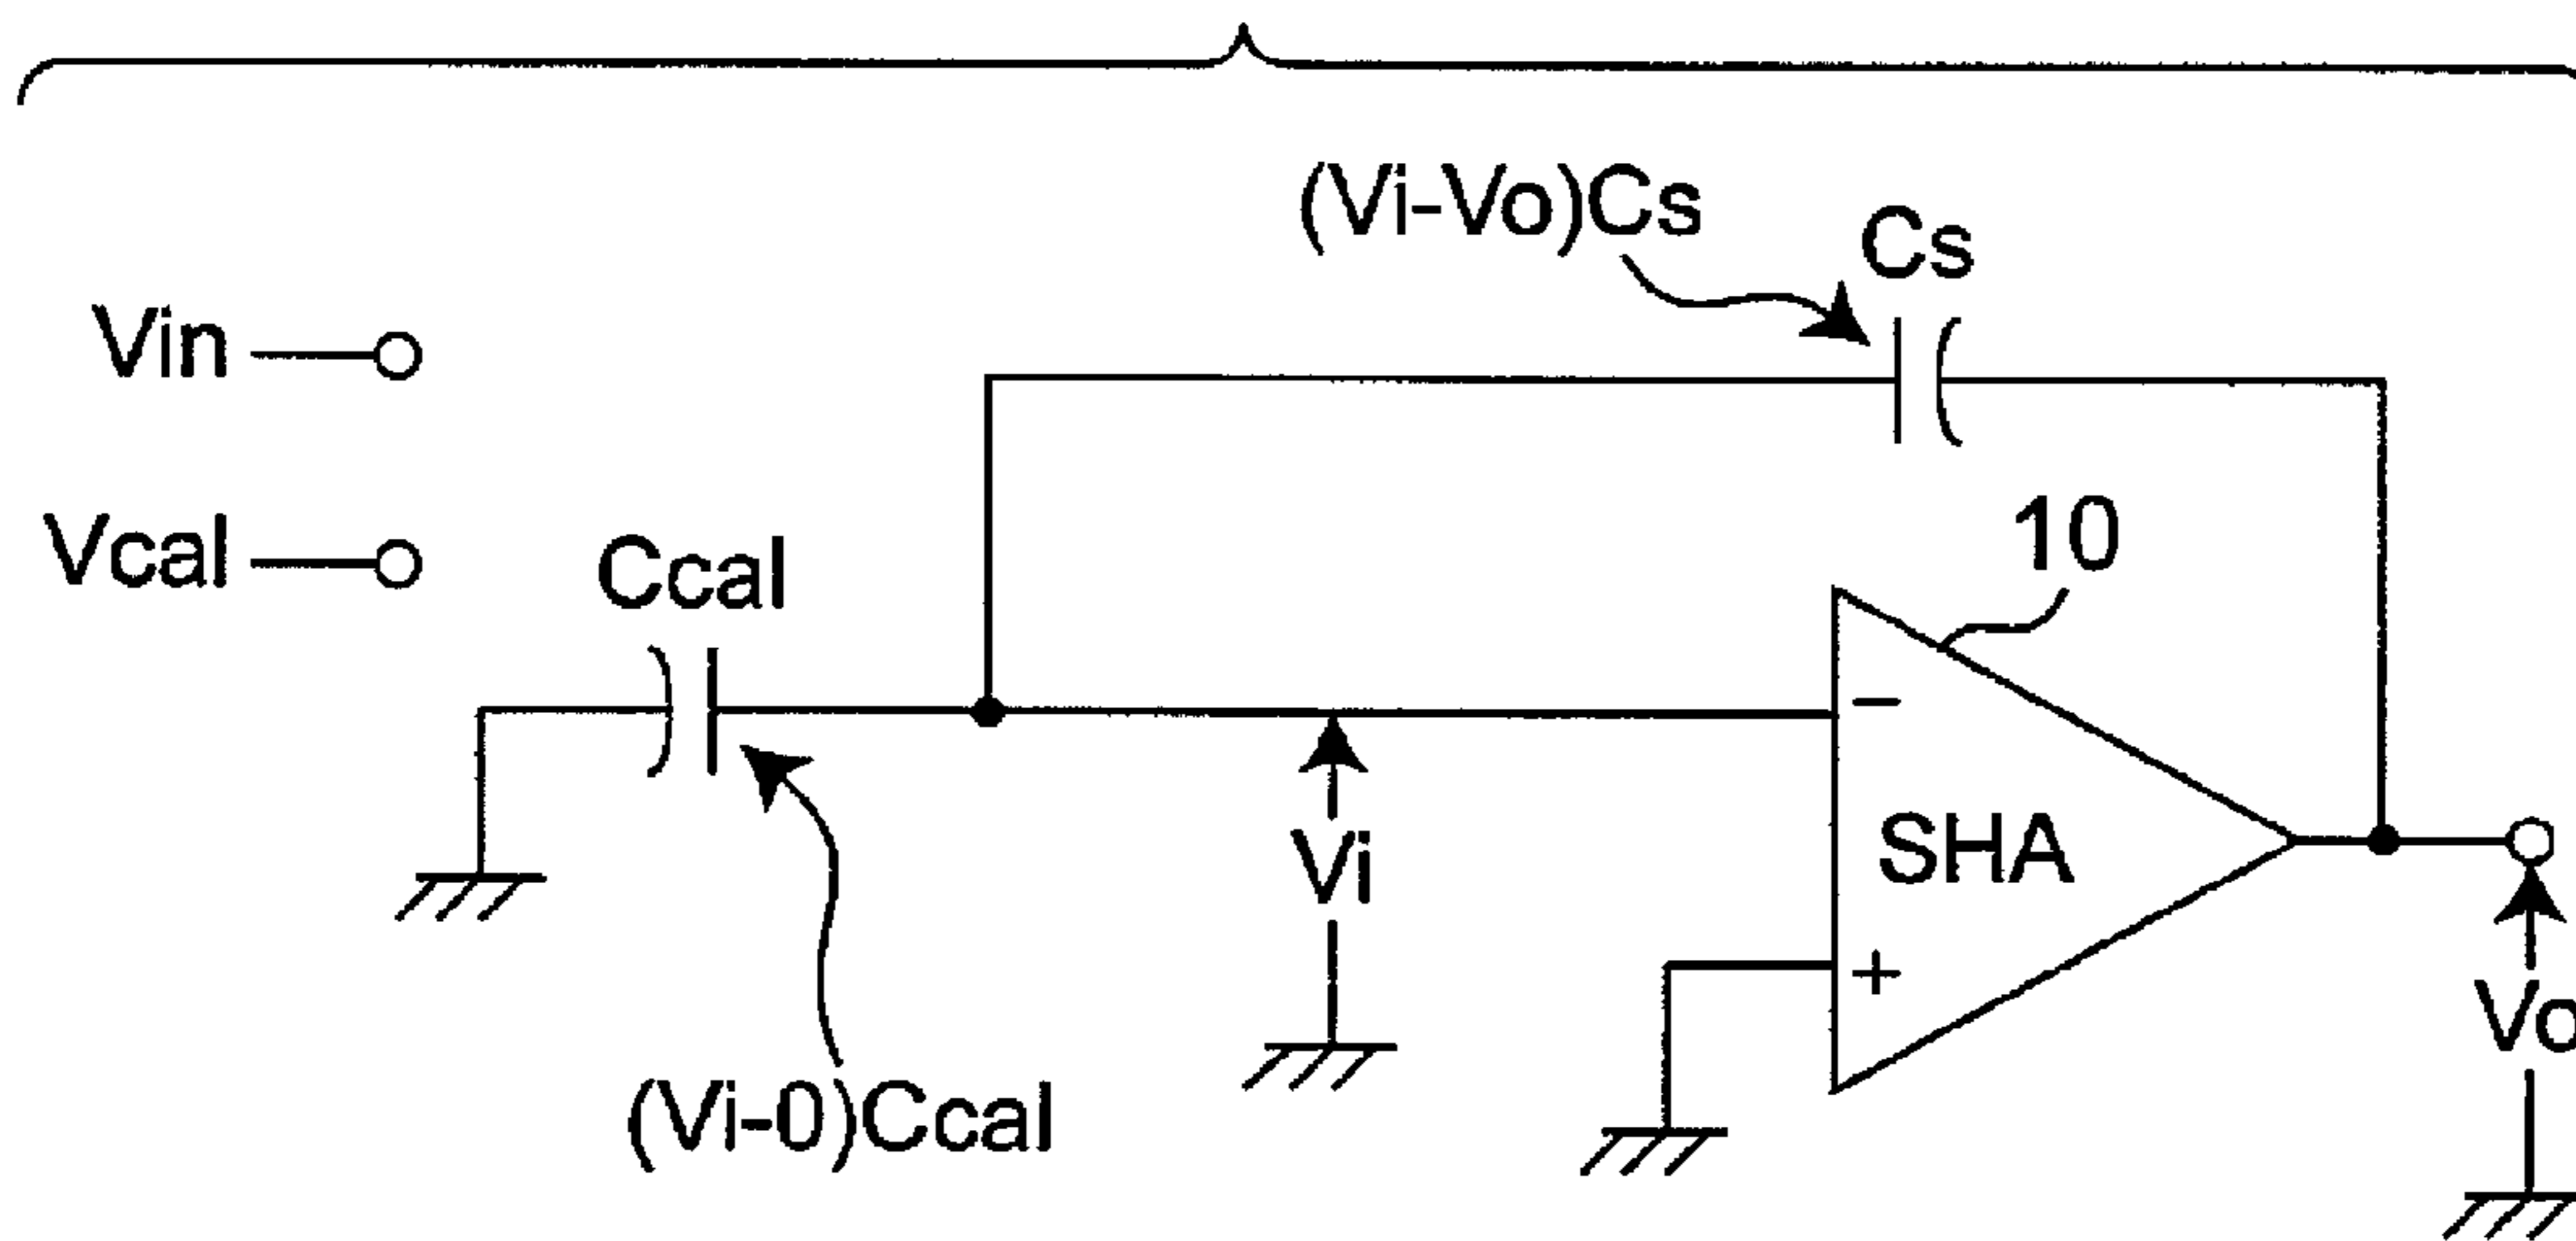 (Vi-Vo)Cs
Cs
Vin
Vcal
Ccal
10
−
SHA
Vi
+
Vo
(Vi-0)Ccal